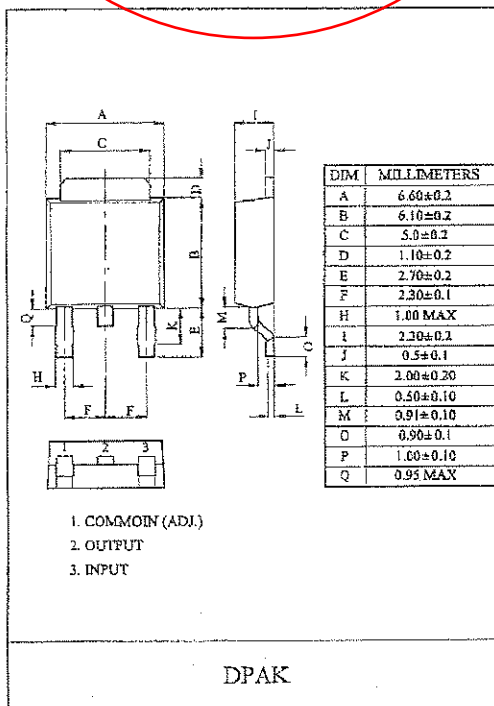 A
C
D
B
Q
K
E
H
F F
1 2 3
I
J
M
O
P
L
DIM MILLIMETERS
A 6.60±0.2
B 6.10±0.2
C 5.0±0.2
D 1.10±0.2
E 2.70±0.2
F 2.30±0.1
H 1.00 MAX
I 2.30±0.2
J 0.5±0.1
K 2.00±0.20
L 0.50±0.10
M 0.91±0.10
O 0.90±0.1
P 1.00±0.10
Q 0.95 MAX
1. COMMOIN (ADJ.)
2. OUTPUT
3. INPUT
DPAK